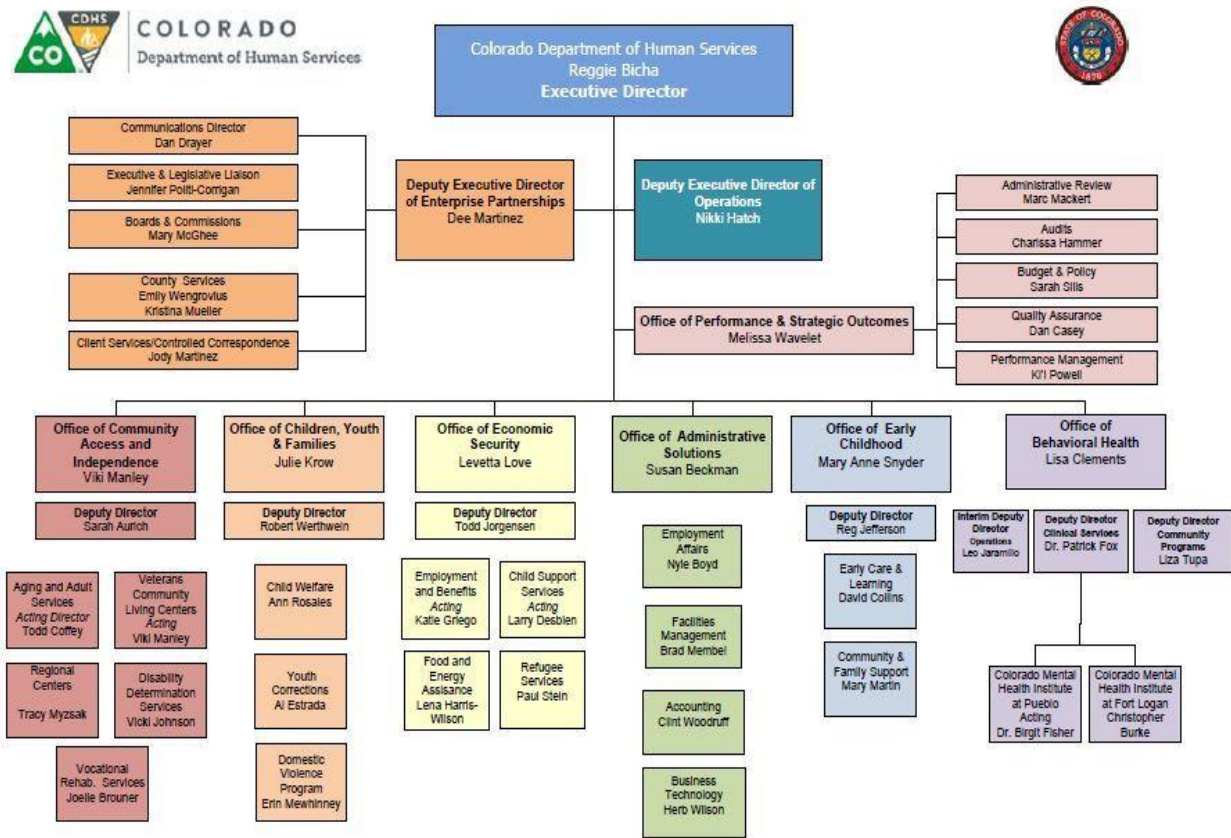 CDHS
CO
COLORADO
Department of Human Services
STATE OF COLORADO
1876
Colorado Department of Human Services
Reggie Bicha
Executive Director
Communications Director
Dan Drayer
Executive & Legislative Liaison
Jennifer Politi-Corrigan
Boards & Commissions
Mary McGhee
County Services
Emily Wengrovius
Kristina Mueller
Client Services/Controlled Correspondence
Jody Martinez
Deputy Executive Director
of Enterprise Partnerships
Dee Martinez
Deputy Executive Director of
Operations
Nikki Hatch
Office of Performance & Strategic Outcomes
Melissa Wavelet
Administrative Review
Marc Mackert
Audits
Charissa Hammer
Budget & Policy
Sarah Sills
Quality Assurance
Dan Casey
Performance Management
Ki'i Powell
Office of Community
Access and
Independence
Viki Manley
Deputy Director
Sarah Aurich
Aging and Adult
Services
Acting Director
Todd Coffey
Veterans
Community
Living Centers
Acting
Viki Manley
Regional
Centers
Tracy Myzsak
Disability
Determination
Services
Vicki Johnson
Vocational
Rehab. Services
Joelle Brouner
Office of Children, Youth
& Families
Julie Krow
Deputy Director
Robert Werthwein
Child Welfare
Ann Rosales
Youth
Corrections
Al Estrada
Domestic
Violence
Program
Erin Mewhinney
Office of Economic
Security
Levetta Love
Deputy Director
Todd Jorgensen
Employment
and Benefits
Acting
Katie Griego
Child Support
Services
Acting
Larry Desbien
Food and
Energy
Assisance
Lena Harris-
Wilson
Refugee
Services
Paul Stein
Office of Administrative
Solutions
Susan Beckman
Employment
Affairs
Nyle Boyd
Facilities
Management
Brad Membel
Accounting
Clint Woodruff
Business
Technology
Herb Wilson
Office of Early
Childhood
Mary Anne Snyder
Deputy Director
Reg Jefferson
Early Care &
Learning
David Collins
Community &
Family Support
Mary Martin
Office of
Behavioral Health
Lisa Clements
Interim Deputy
Director
Operations
Leo Jaramillo
Deputy Director
Clinical Services
Dr. Patrick Fox
Deputy Director
Community
Programs
Liza Tupa
Colorado Mental
Health Institute
at Pueblo
Acting
Dr. Birgit Fisher
Colorado Mental
Health Institute
at Fort Logan
Christopher
Burke